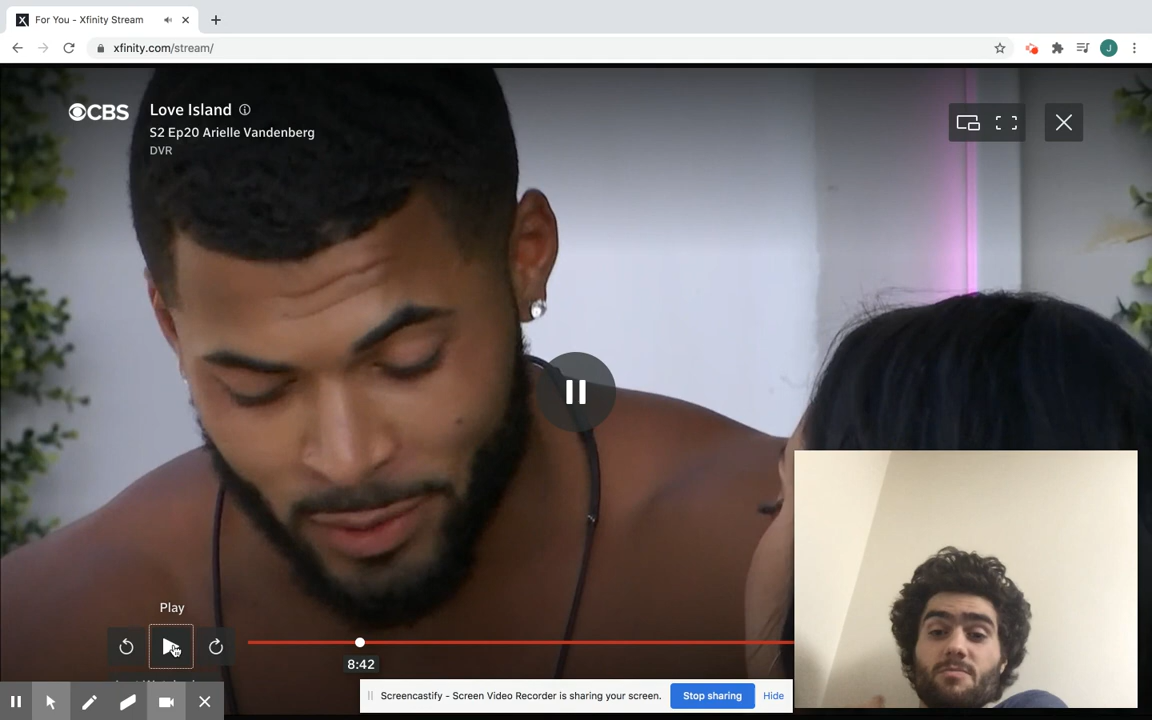 For You - Xfinity Stream
xfinity.com/stream/
J
CBS
Love Island
S2 Ep20 Arielle Vandenberg
DVR
Play
8:42
Screencastify - Screen Video Recorder is sharing your screen.
Stop sharing
Hide